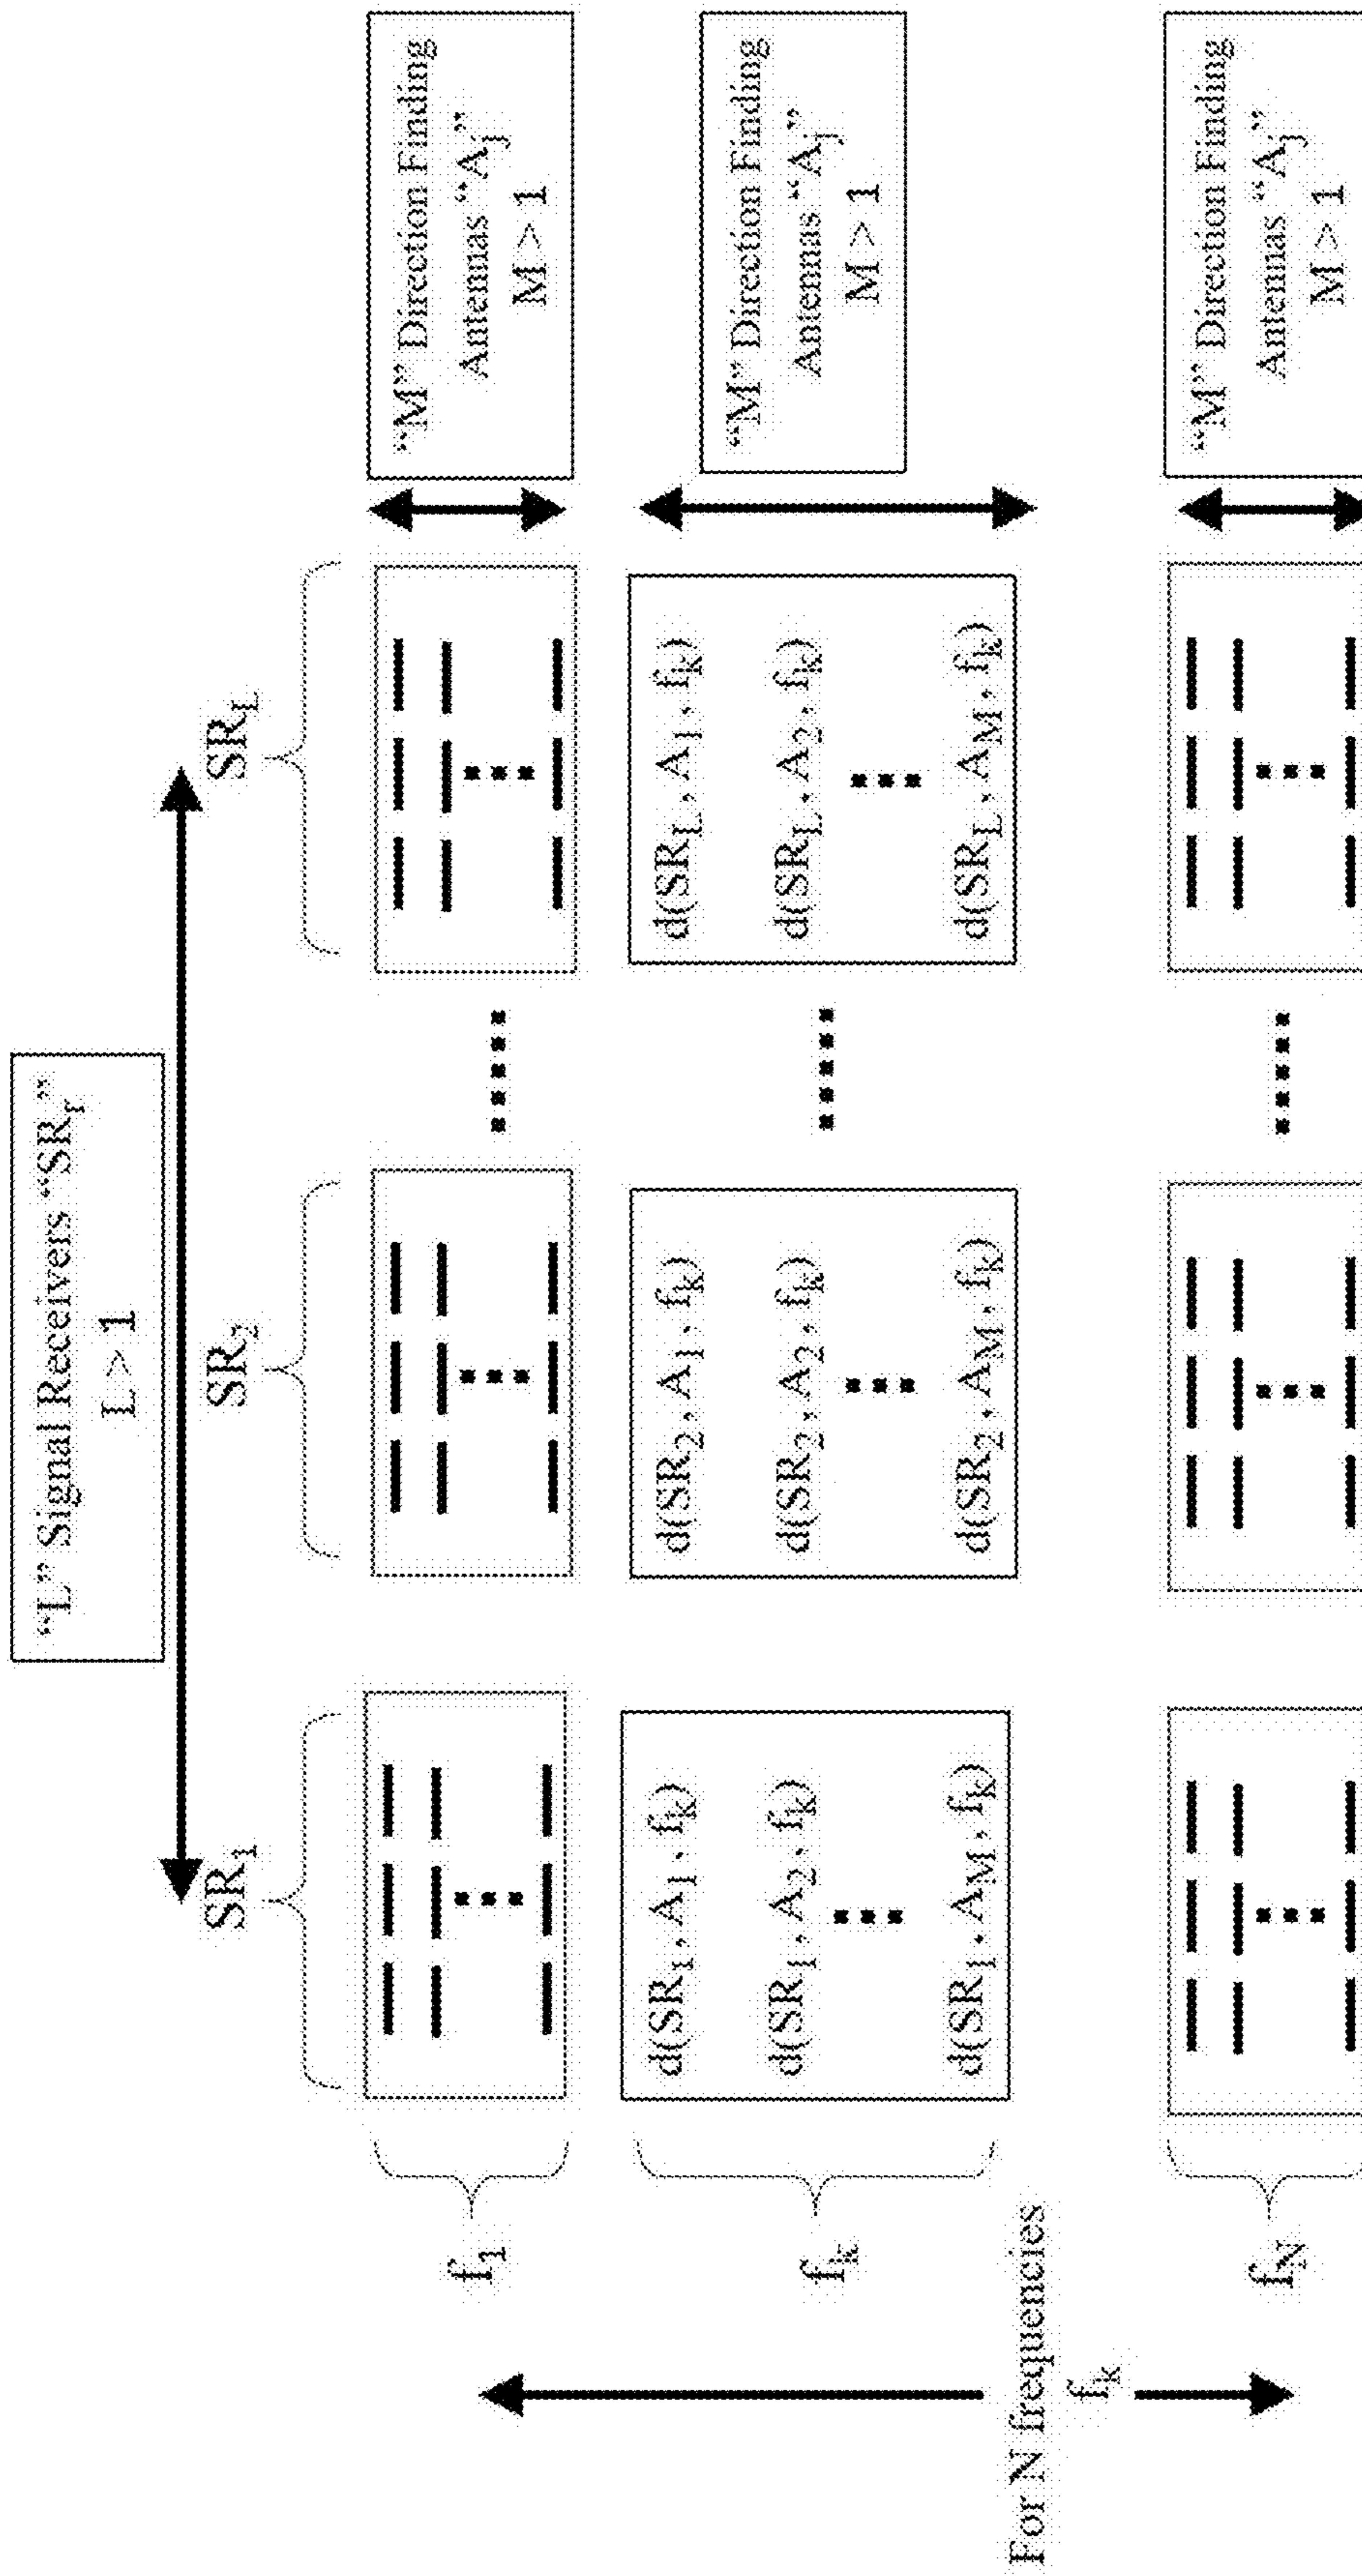 “L” Signal Receivers “SRr”
L > 1
SR1
SR2
SRL
f1
“M” Direction Finding
Antennas “Aj”
M > 1
fk
d(SR1, A1, fk)
d(SR1, A2, fk)
d(SR1, AM, fk)
d(SR2, A1, fk)
d(SR2, A2, fk)
d(SR2, AM, fk)
d(SRL, A1, fk)
d(SRL, A2, fk)
d(SRL, AM, fk)
“M” Direction Finding
Antennas “Aj”
M > 1
For N frequencies
fk
fN
“M” Direction Finding
Antennas “Aj”
M > 1